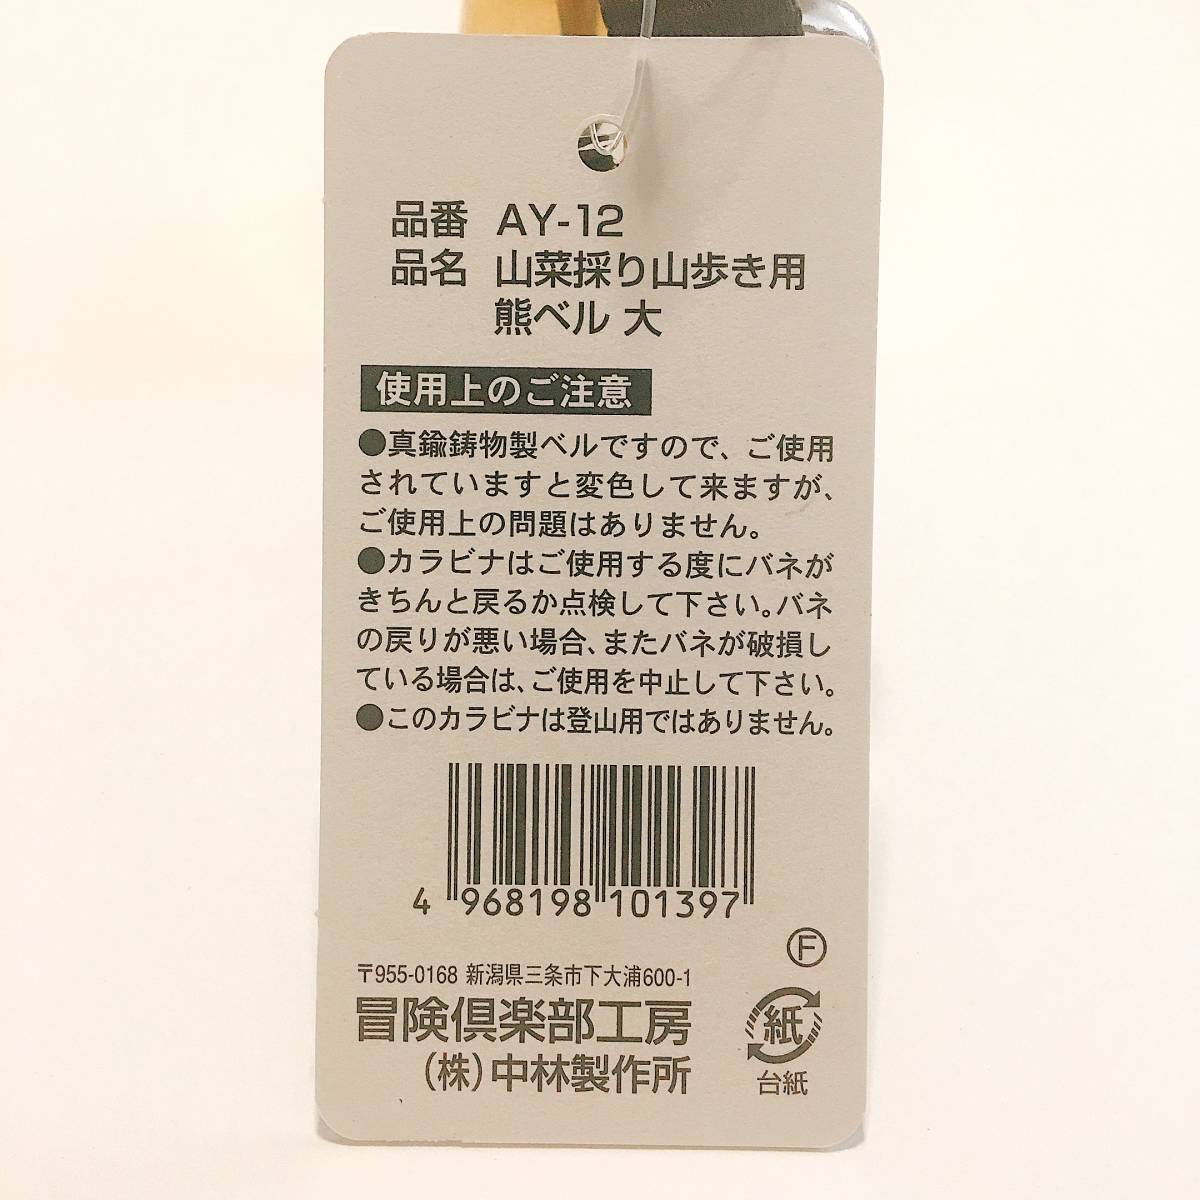 品番 AY-12
品名 山菜採り山歩き用
熊ベル 大
使用上のご注意
●真鍮鋳物製ベルですので、ご使用
されていますと変色して来ますが、
ご使用上の問題はありません。
●カラビナはご使用する度にバネが
きちんと戻るか点検して下さい。バネ
の戻りが悪い場合、またバネが破損し
ている場合は、ご使用を中止して下さい。
●このカラビナは登山用ではありません。
4 968198 101397
Ⓕ
〒955-0168 新潟県三条市下大浦600-1
冒険倶楽部工房
(株)中林製作所
紙
台紙